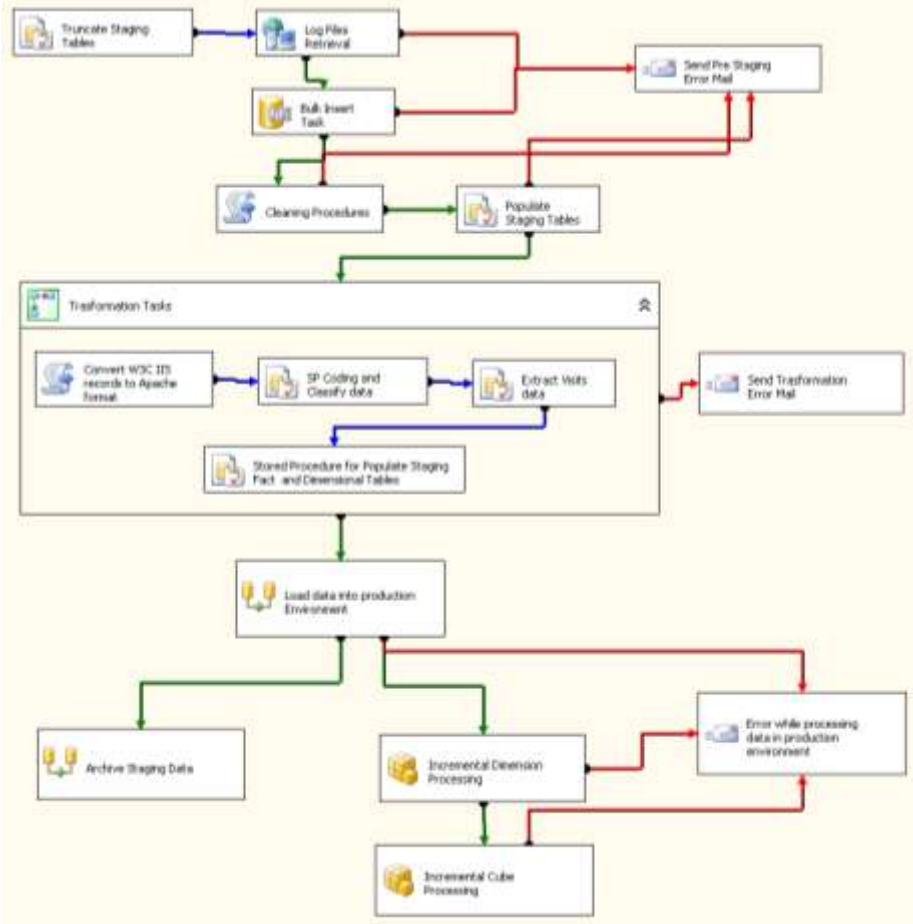 Truncate Staging
Tables
Log Files
Retrieval
Send Pre Staging
Error Mail
Bulk Insert
Task
Cleaning Procedures
Populate
Staging Tables
Trasformation Tasks
Convert W3C IIS
records to Apache
format
SP Coding and
Classify data
Extract Visits
data
Send Trasformation
Error Mail
Stored Procedure for Populate Staging
Fact and Dimensional Tables
Load data into production
Environment
Archive Staging Data
Incremental Dimension
Processing
Error while processing
data in production
environment
Incremental Cube
Processing